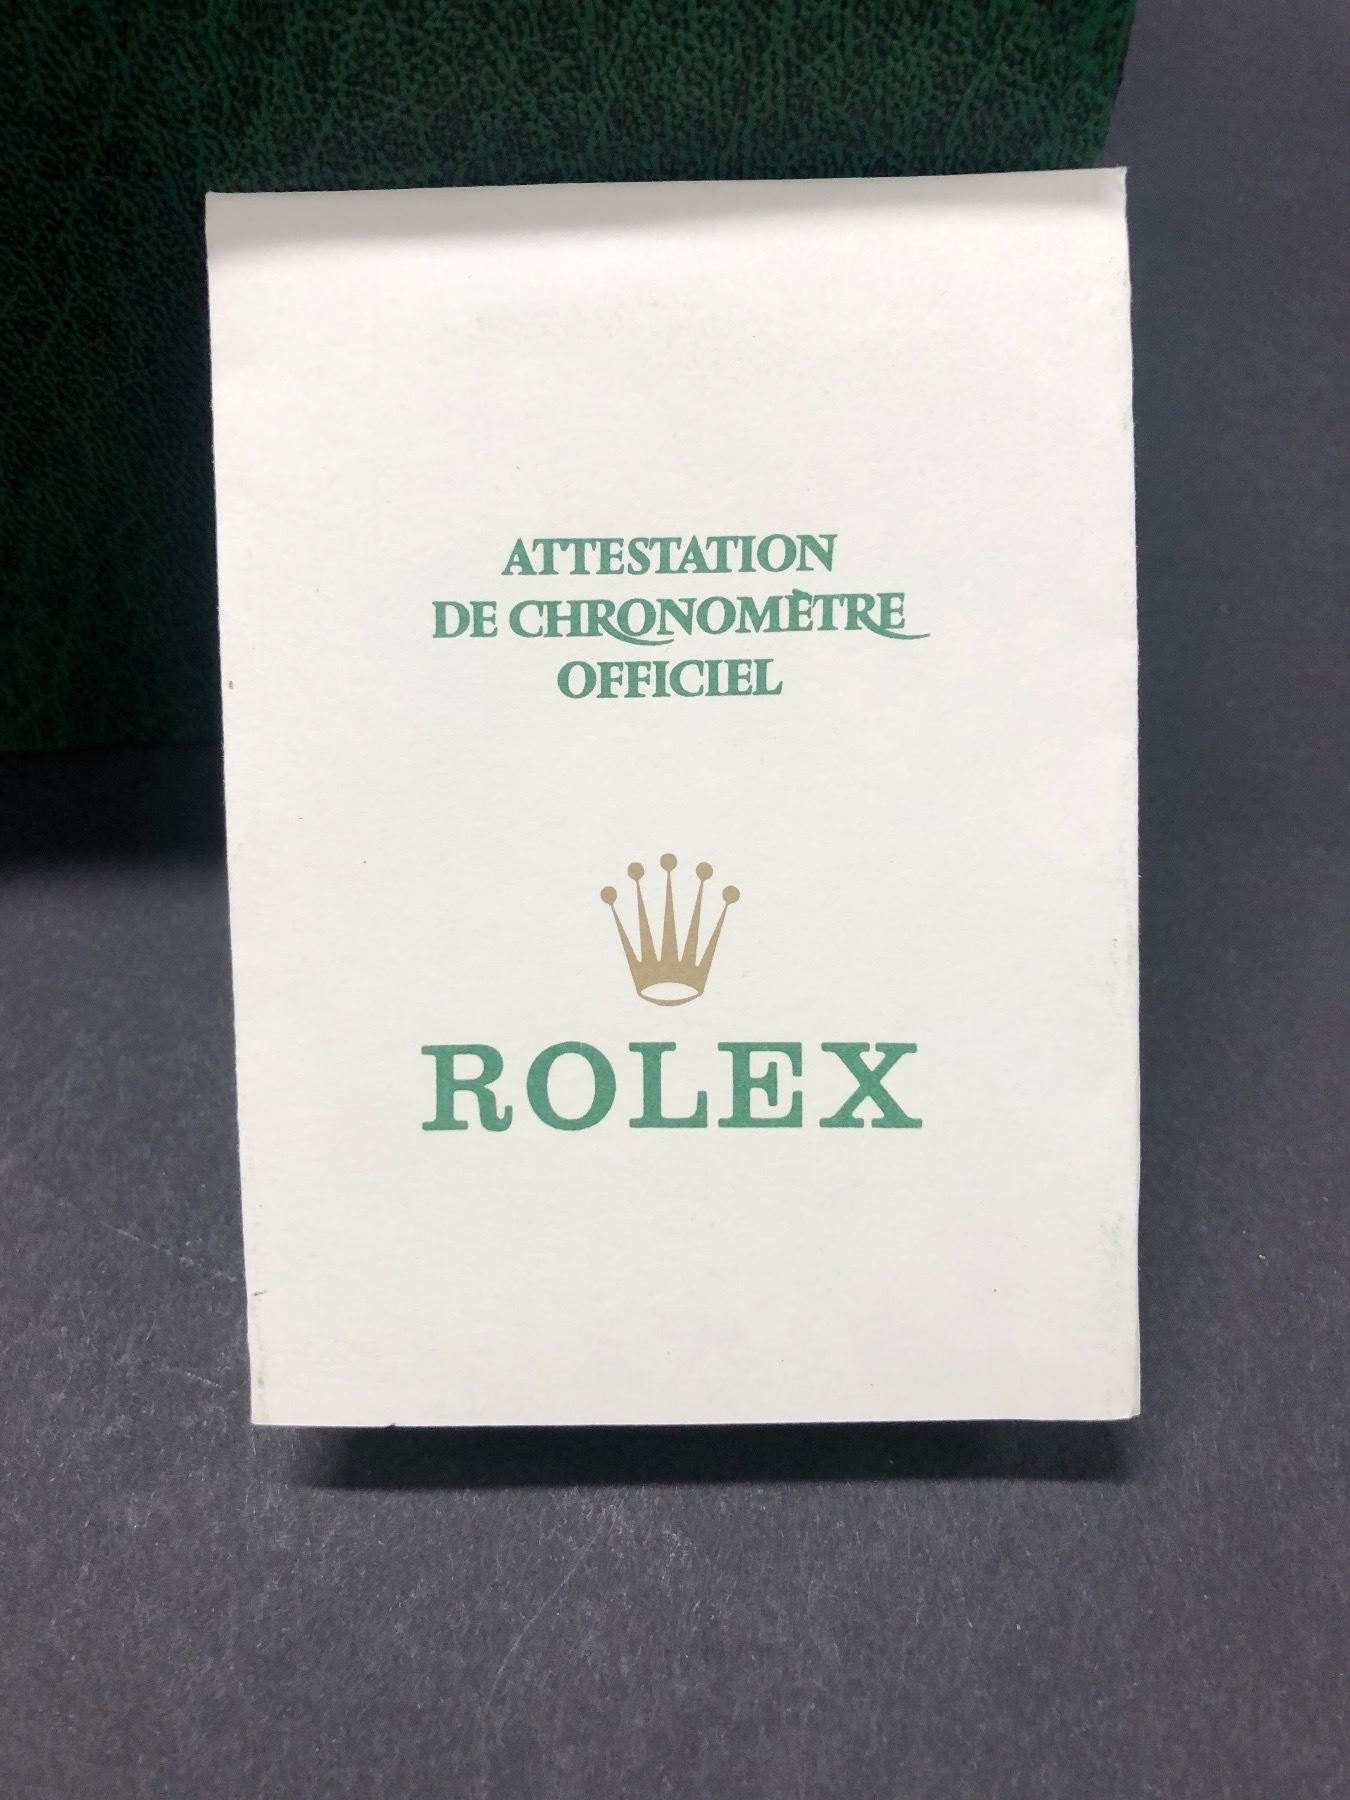 ATTESTATION
DE CHRONOMÈTRE
OFFICIEL
ROLEX